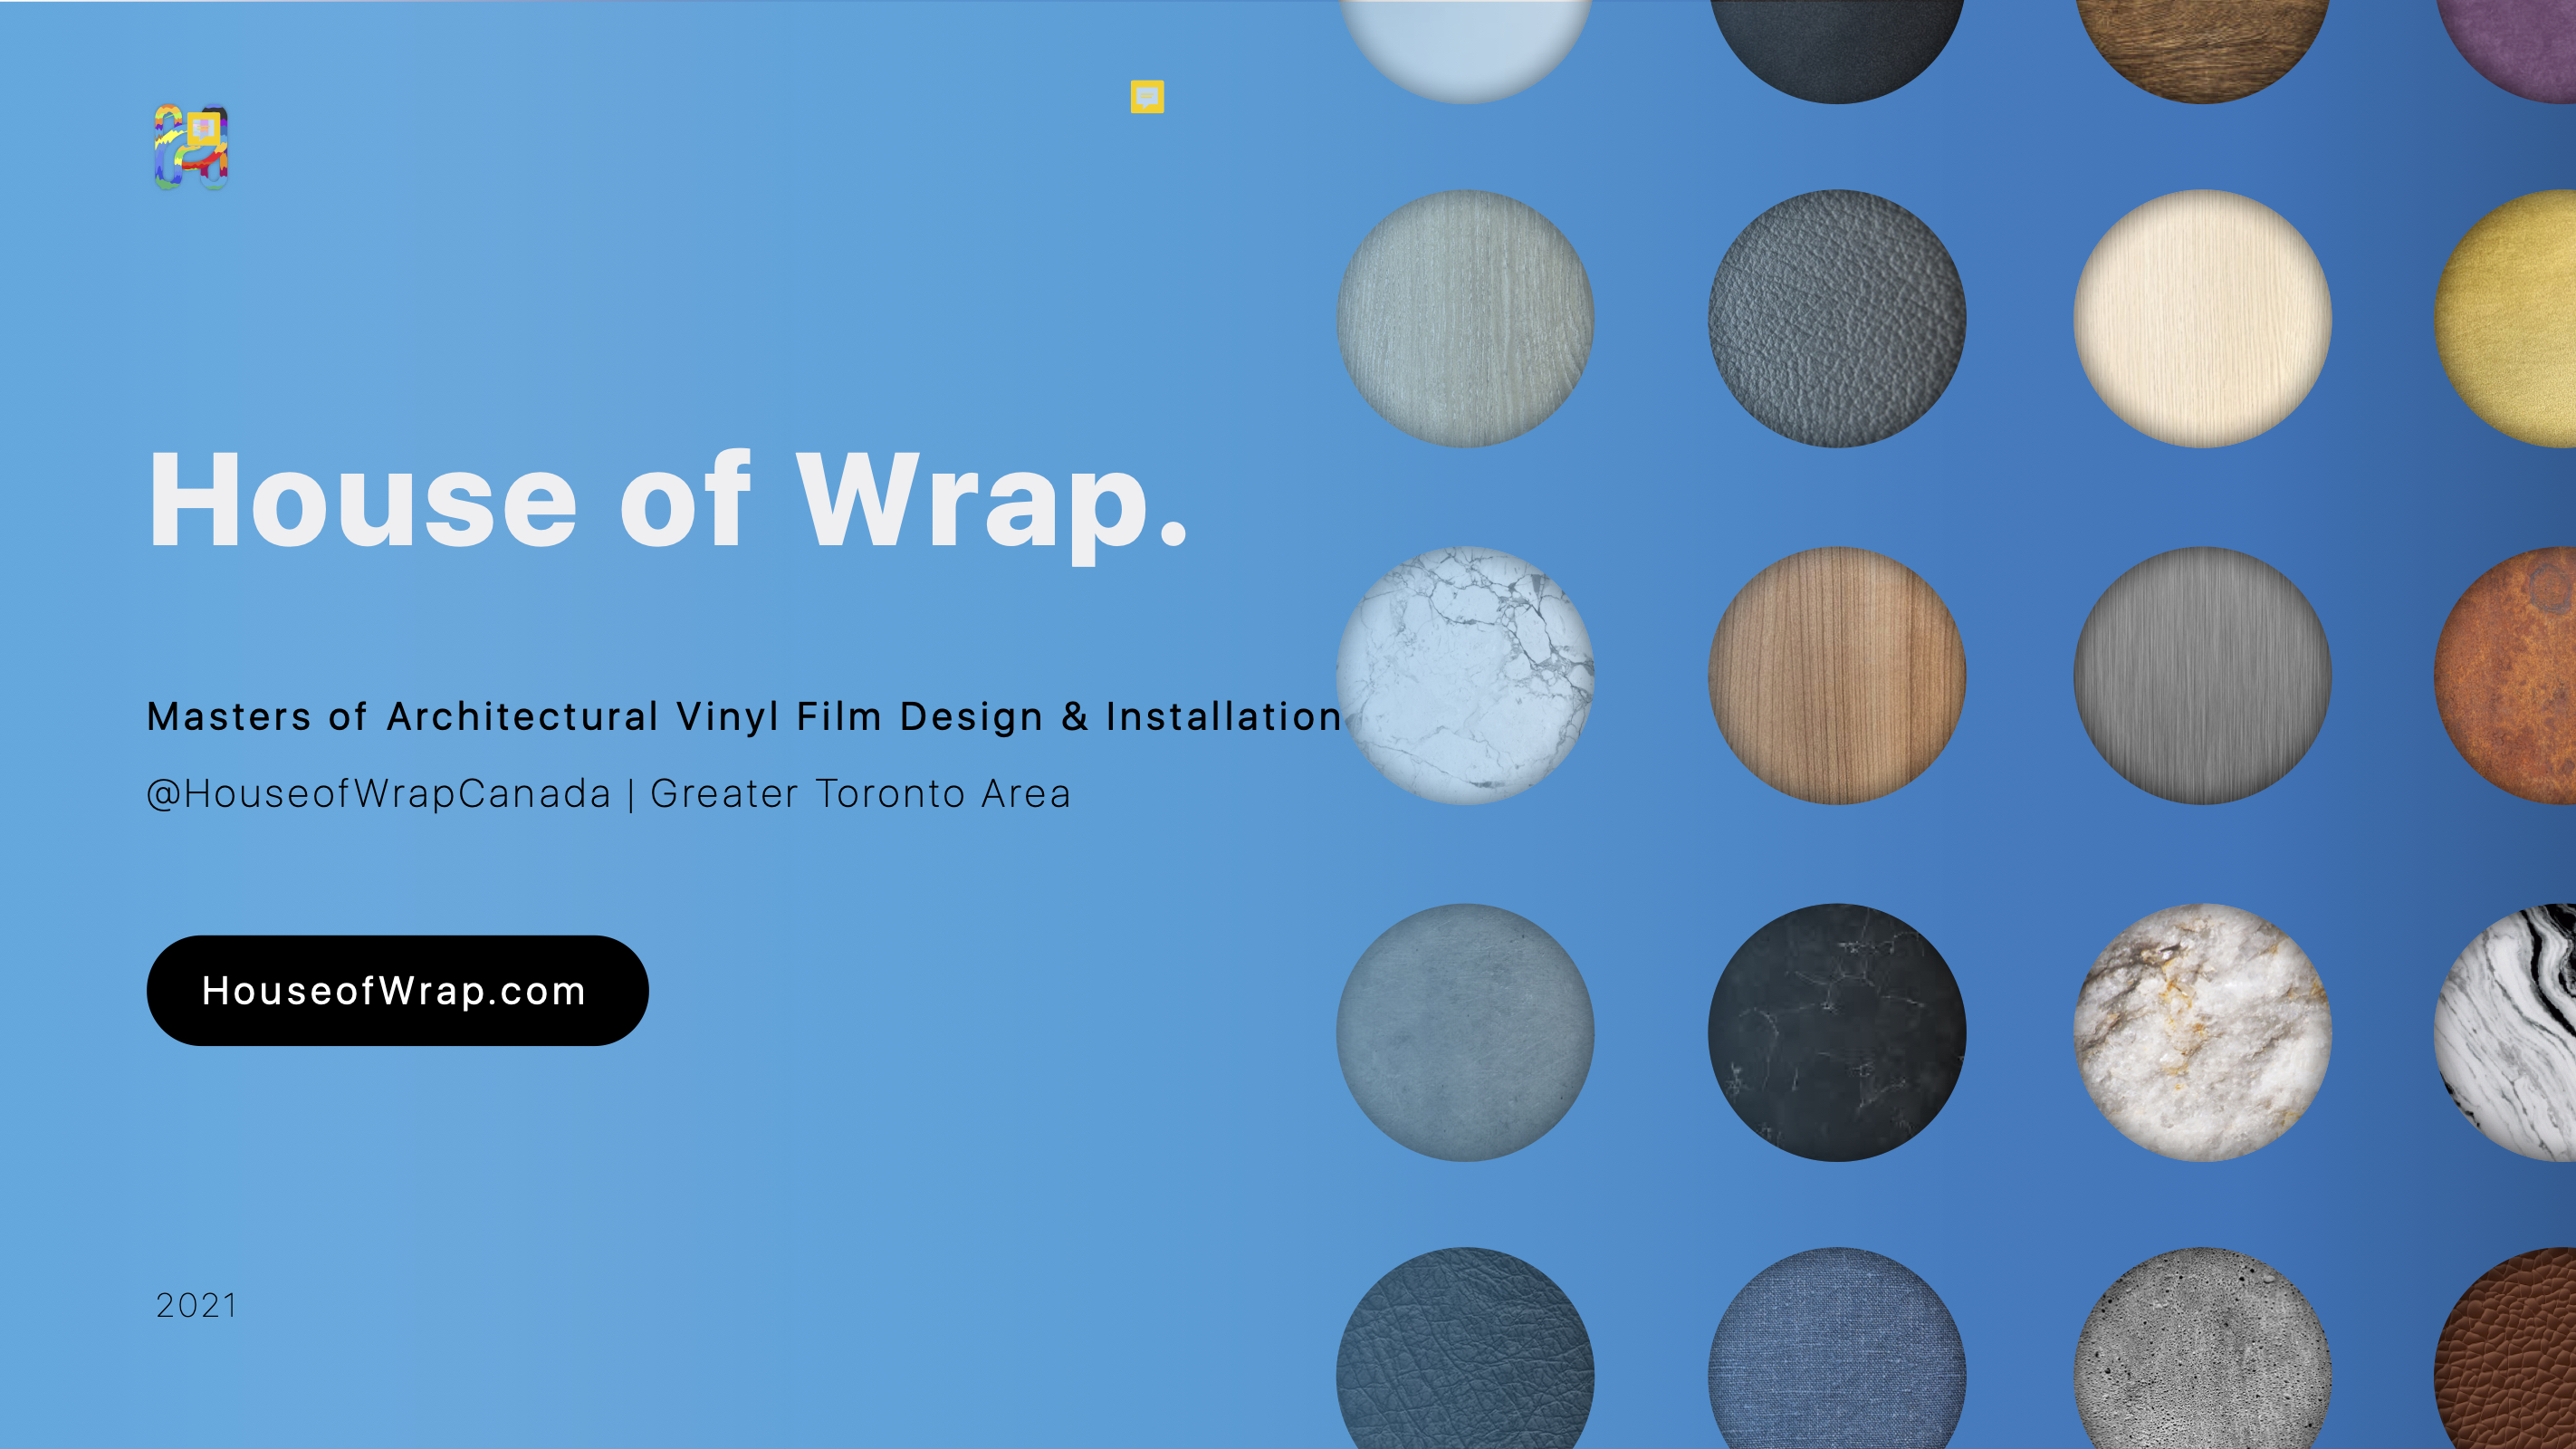 House of Wrap.
Masters of Architectural Vinyl Film Design & Installation
@HouseofWrapCanada | Greater Toronto Area
HouseofWrap.com
2021